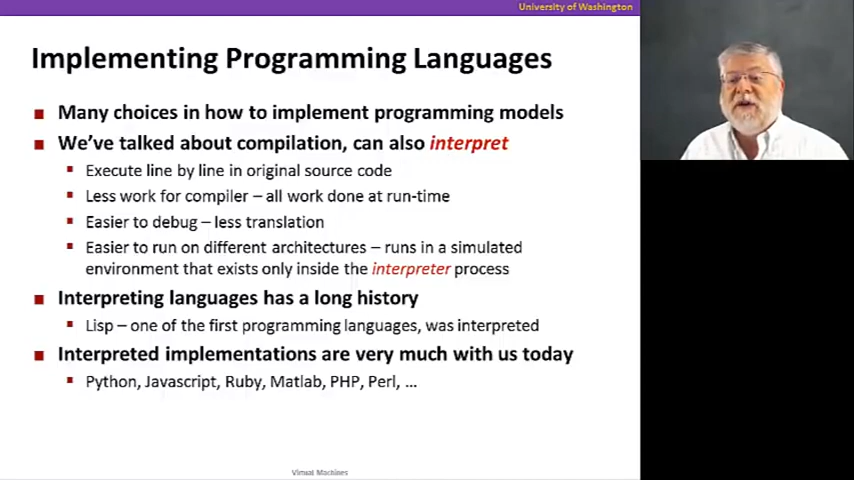 University of Washington
Implementing Programming Languages
Many choices in how to implement programming models
We've talked about compilation, can also interpret
Execute line by line in original source code
Less work for compiler – all work done at run-time
Easier to debug – less translation
Easier to run on different architectures – runs in a simulated
environment that exists only inside the interpreter process
Interpreting languages has a long history
Lisp – one of the first programming languages, was interpreted
Interpreted implementations are very much with us today
Python, Javascript, Ruby, Matlab, PHP, Perl, ...
Virtual Machines